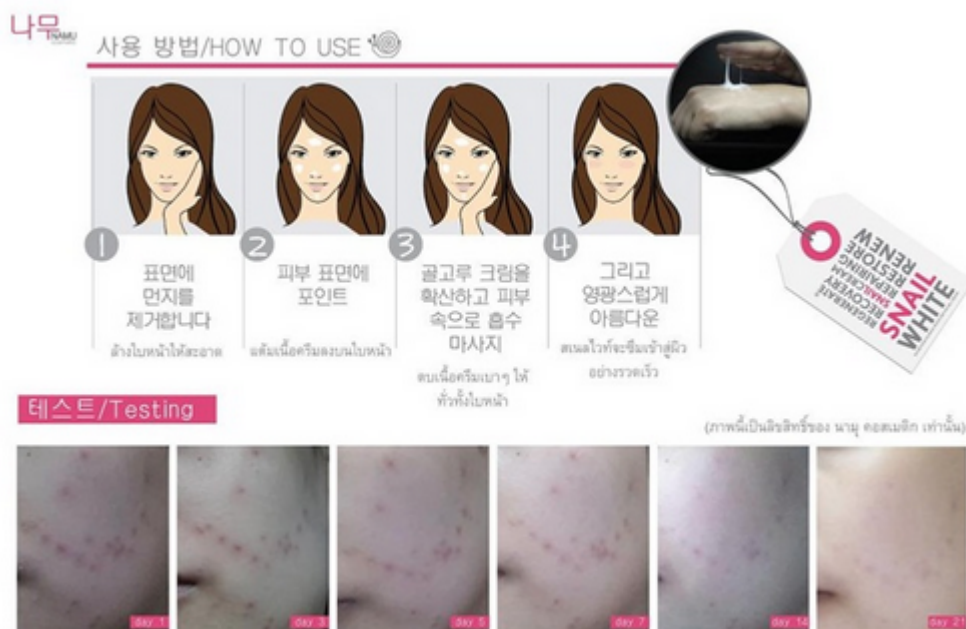 나무
NAMU
사용 방법/HOW TO USE
1
표면에
먼지를
제거합니다
ล้างใบหน้าให้สะอาด
2
피부 표면에
포인트
แต้มเนื้อครีมลงบนใบหน้า
3
골고루 크림을
확산하고 피부
속으로 흡수
마사지
ตบเนื้อครีมเบาๆ ให้
ทั่วทั้งใบหน้า
4
그리고
영광스럽게
아름다운
สเนลไวท์จะซึมเข้าสู่ผิว
อย่างรวดเร็ว
REGENERATE
RECOVERY
SNAIL CREAM
REPAIRING
RESTORE
RENEW
SNAIL
WHITE
테스트/Testing
(ภาพนี้เป็นลิขสิทธิ์ของ นามุ คอสเมติก เท่านั้น)
day 1
day 3
day 5
day 7
day 14
day 21